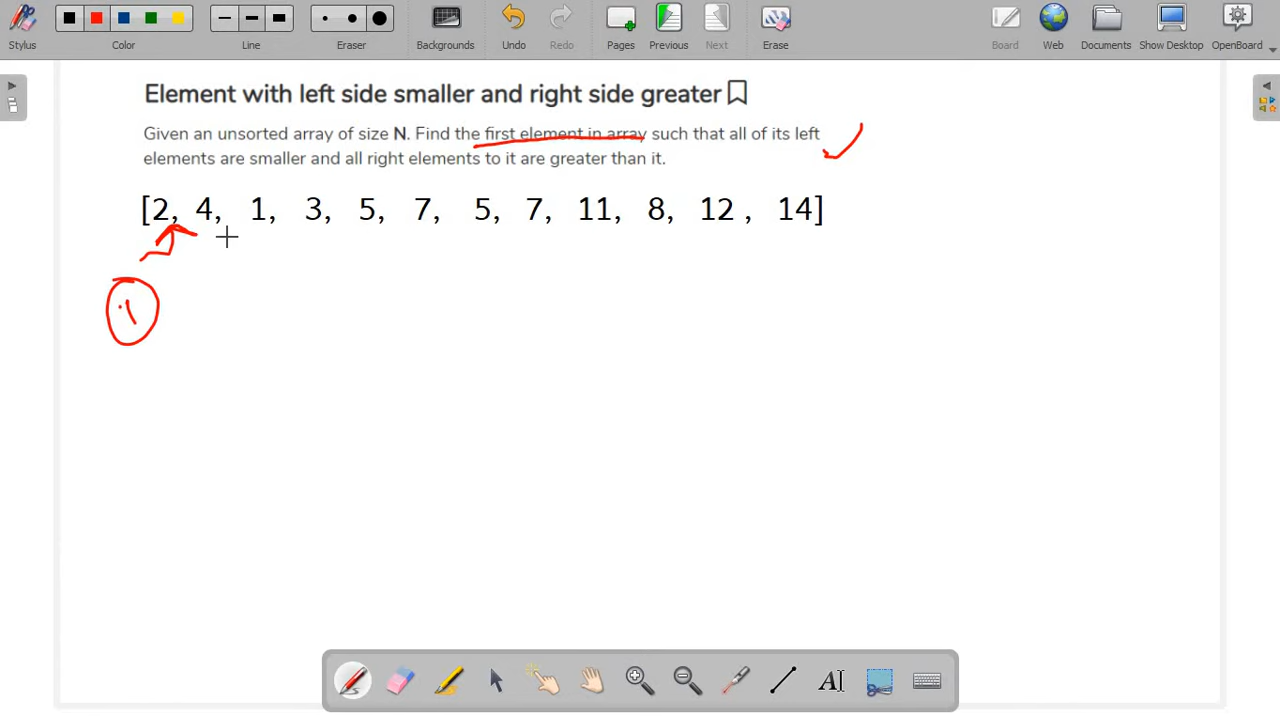 Stylus Color Line Eraser Backgrounds Undo Redo Pages Previous Next Erase Board Web Documents Show Desktop OpenBoard
Element with left side smaller and right side greater
Given an unsorted array of size N. Find the first element in array such that all of its left
elements are smaller and all right elements to it are greater than it.
[2, 4, 1, 3, 5, 7, 5, 7, 11, 8, 12 , 14]